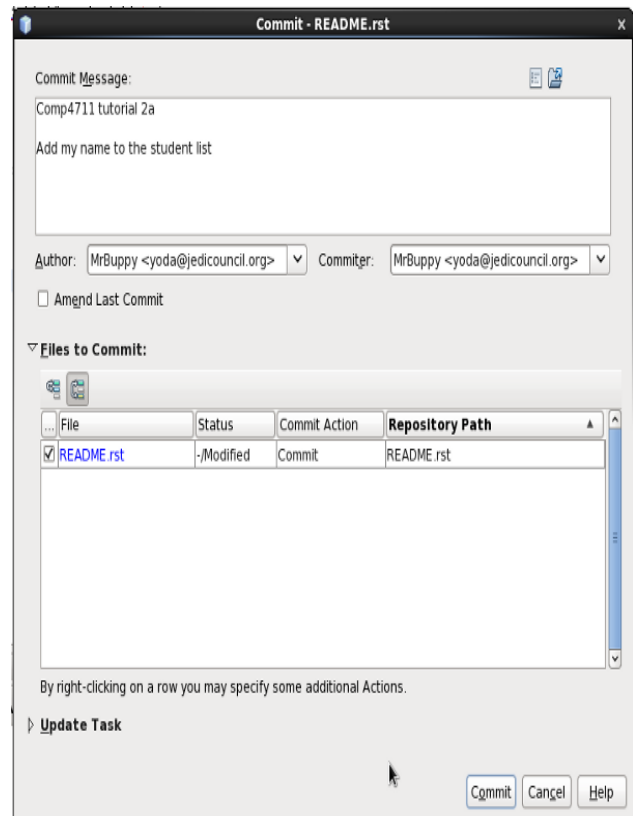 Commit - README.rst
x
Commit Message:
Comp4711 tutorial 2a
Add my name to the student list
Author: MrBuppy <yoda@jedicouncil.org> Commiter: MrBuppy <yoda@jedicouncil.org>
Amend Last Commit
Files to Commit:
... File Status Commit Action Repository Path
README.rst -/Modified Commit README.rst
By right-clicking on a row you may specify some additional Actions.
Update Task
Commit Cancel Help